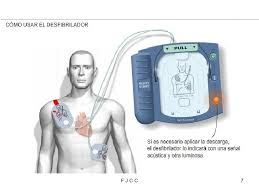 CÓMO USAR EL DESFIBRILADOR
PULL
Si es necesario aplicar la descarga,
el desfibrilador lo indicará con una señal
acústica y otra luminosa.
F J C C
7